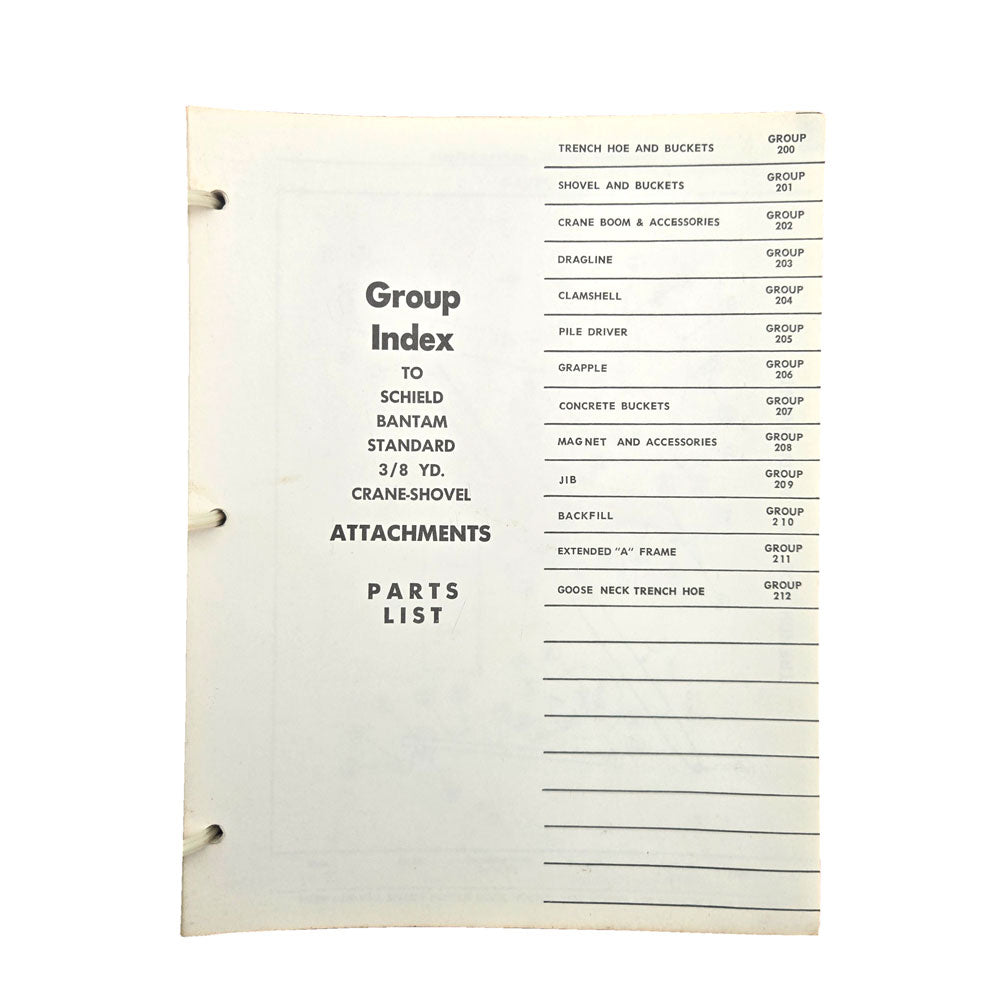 Group
Index
TO
SCHIELD
BANTAM
STANDARD
3/8 YD.
CRANE-SHOVEL
ATTACHMENTS
PARTS
LIST
TRENCH HOE AND BUCKETS GROUP 200
SHOVEL AND BUCKETS GROUP 201
CRANE BOOM & ACCESSORIES GROUP 202
DRAGLINE GROUP 203
CLAMSHELL GROUP 204
PILE DRIVER GROUP 205
GRAPPLE GROUP 206
CONCRETE BUCKETS GROUP 207
MAGNET AND ACCESSORIES GROUP 208
JIB GROUP 209
BACKFILL GROUP 210
EXTENDED "A" FRAME GROUP 211
GOOSE NECK TRENCH HOE GROUP 212